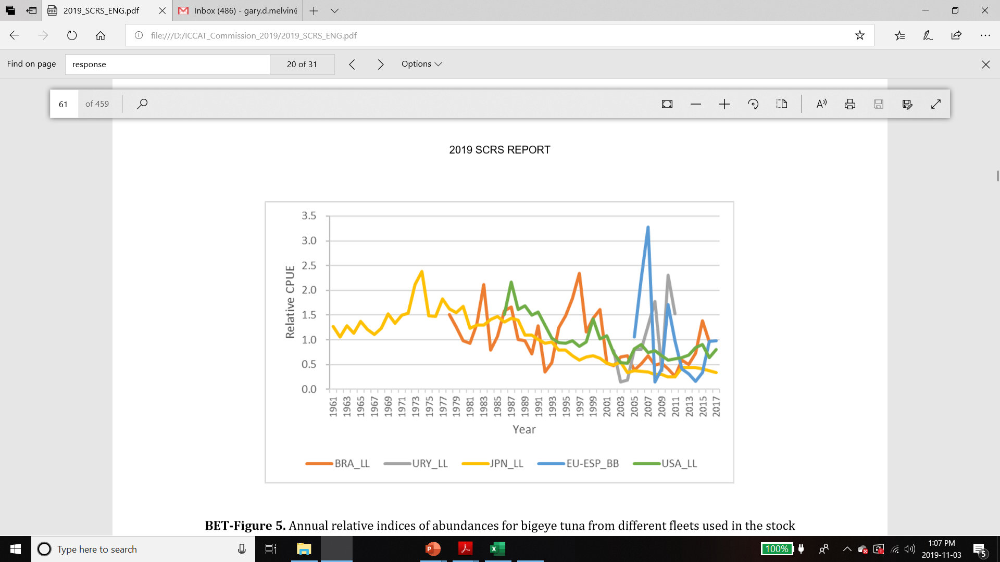 2019_SCRS_ENG.pdf
Inbox (486) - gary.d.melvin@
file:///D:/ICCAT_Commission_2019/2019_SCRS_ENG.pdf
Find on page
response
20 of 31
Options
61
of 459
2019 SCRS REPORT
3.5
3.0
2.5
2.0
1.5
1.0
0.5
0.0
Relative CPUE
1961 1963 1965 1967 1969 1971 1973 1975 1977 1979 1981 1983 1985 1987 1989 1991 1993 1995 1997 1999 2001 2003 2005 2007 2009 2011 2013 2015 2017
Year
BRA_LL URY_LL JPN_LL EU-ESP_BB USA_LL
BET-Figure 5. Annual relative indices of abundances for bigeye tuna from different fleets used in the stock
Type here to search
100%
1:07 PM
2019-11-03
5